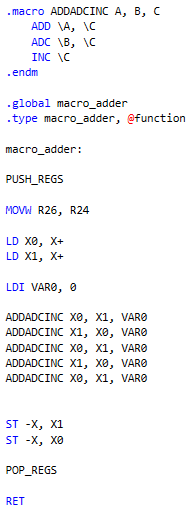 .macro ADDADCINC A, B, C
ADD \A, \C
ADC \B, \C
INC \C
.endm
.global macro_adder
.type macro_adder, @function
macro_adder:
PUSH_REGS
MOVW R26, R24
LD X0, X+
LD X1, X+
LDI VAR0, 0
ADDADCINC X0, X1, VAR0
ADDADCINC X1, X0, VAR0
ADDADCINC X0, X1, VAR0
ADDADCINC X1, X0, VAR0
ADDADCINC X0, X1, VAR0
ST -X, X1
ST -X, X0
POP_REGS
RET